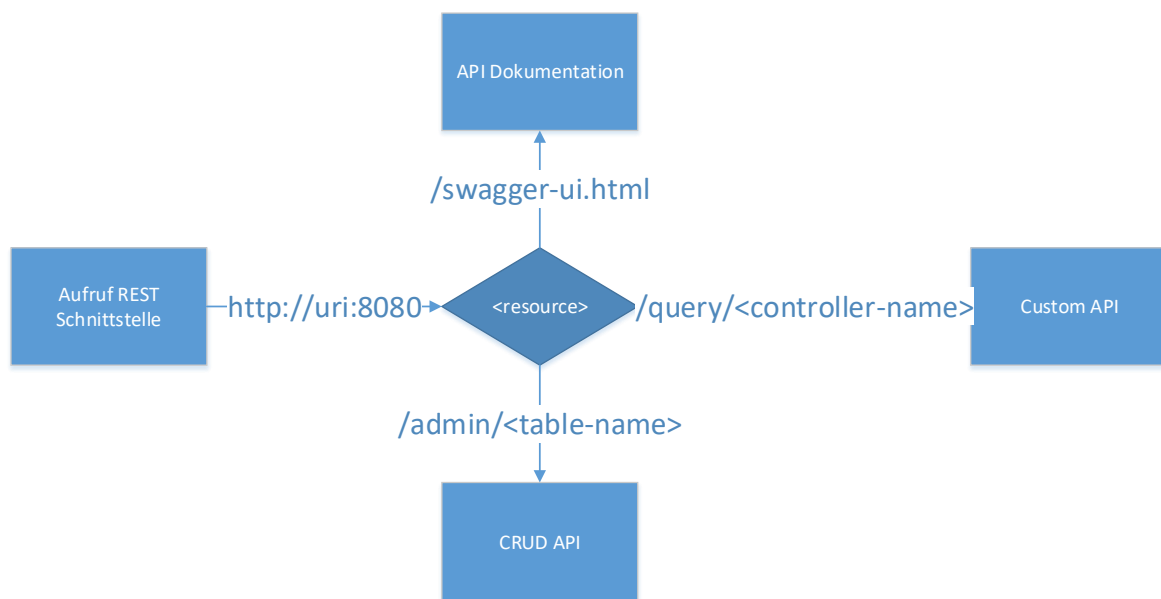 API Dokumentation
/swagger-ui.html
Aufruf REST
Schnittstelle
http://uri:8080
<resource>
/query/<controller-name>
Custom API
/admin/<table-name>
CRUD API